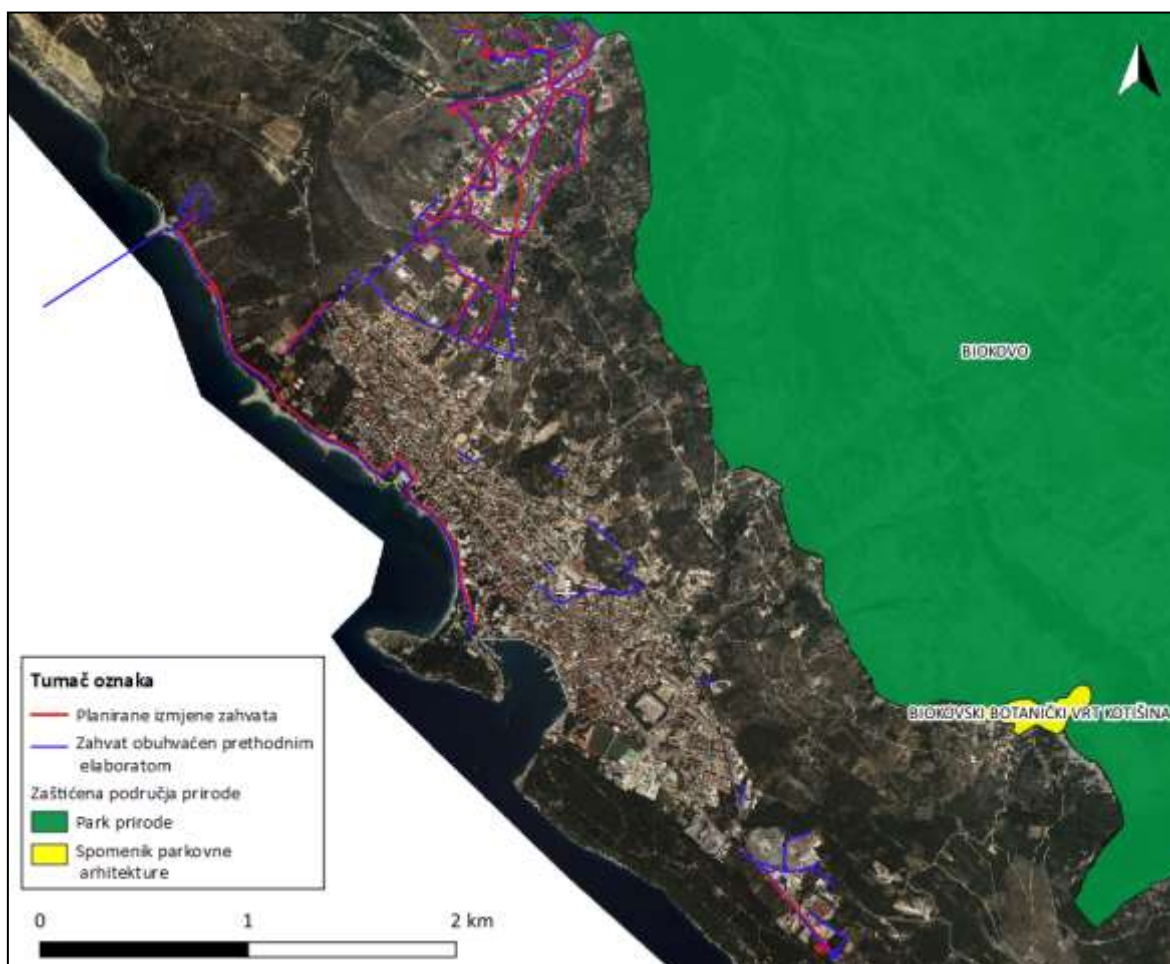 BIOKOVO
BIOKOVSKI BOTANIČKI VRT KOTIŠINA
Tumač oznaka
Planirane izmjene zahvata
Zahvat obuhvaćen prethodnim
elaboratom
Zaštićena područja prirode
Park prirode
Spomenik parkovne
arhitekture
0 1 2 km